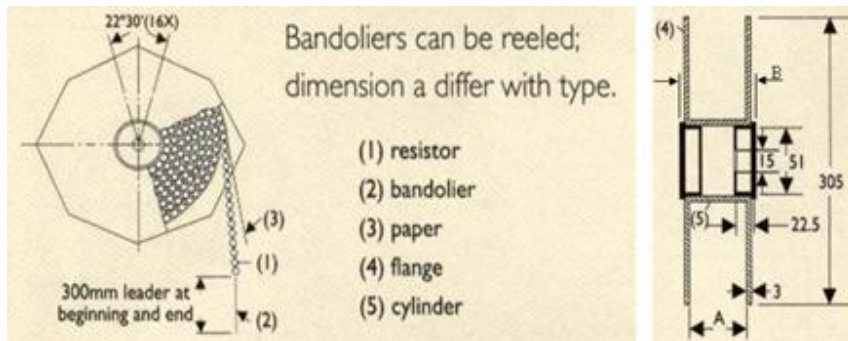 22°30'(16X)
Bandoliers can be reeled;
dimension a differ with type.
(1) resistor
(2) bandolier
(3) paper
(4) flange
(5) cylinder
(3)
(1)
300mm leader at
beginning and end
(2)
(4)
B
15
51
305
(5)
22.5
3
A